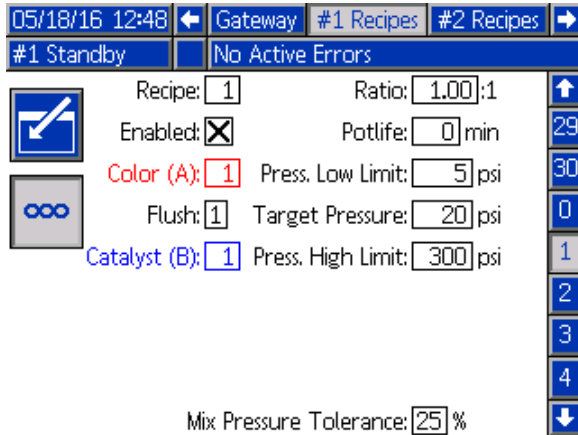 05/18/16 12:48 Gateway #1 Recipes #2 Recipes
#1 Standby No Active Errors
Recipe: 1 Ratio: 1.00 :1
Enabled: X Potlife: 0 min
Color (A): 1 Press. Low Limit: 5 psi
Flush: 1 Target Pressure: 20 psi
Catalyst (B): 1 Press. High Limit: 300 psi
Mix Pressure Tolerance: 25 %
29
30
0
1
2
3
4